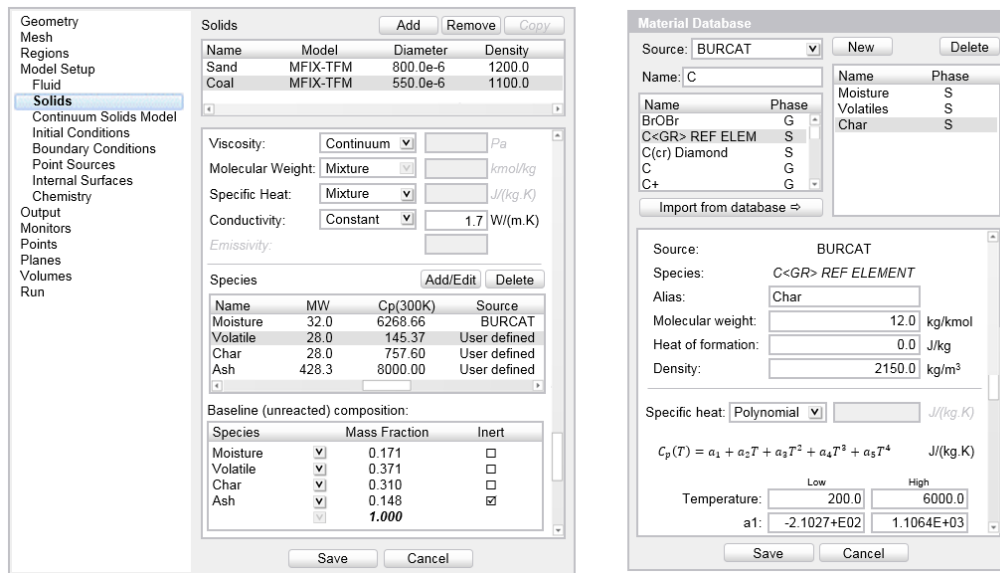 Geometry
Mesh
Regions
Model Setup
Fluid
Solids
Continuum Solids Model
Initial Conditions
Boundary Conditions
Point Sources
Internal Surfaces
Chemistry
Output
Monitors
Points
Planes
Volumes
Run
Solids Add Remove Copy
Name Model Diameter Density
Sand MFIX-TFM 800.0e-6 1200.0
Coal MFIX-TFM 550.0e-6 1100.0
Viscosity: Continuum Pa
Molecular Weight: Mixture kmol/kg
Specific Heat: Mixture J/(kg.K)
Conductivity: Constant 1.7 W/(m.K)
Emissivity:
Species Add/Edit Delete
Name MW Cp(300K) Source
Moisture 32.0 6268.66 BURCAT
Volatile 28.0 145.37 User defined
Char 28.0 757.60 User defined
Ash 428.3 8000.00 User defined
Baseline (unreacted) composition:
Species Mass Fraction Inert
Moisture 0.171
Volatile 0.371
Char 0.310
Ash 0.148
1.000
Save Cancel
Material Database
Source: BURCAT New Delete
Name: C
Name Phase
BrOBr G
C<GR> REF ELEM S
C(cr) Diamond S
C G
C+ G
Import from database ⇨
Name Phase
Moisture S
Volatiles S
Char S
Source: BURCAT
Species: C<GR> REF ELEMENT
Alias: Char
Molecular weight: 12.0 kg/kmol
Heat of formation: 0.0 J/kg
Density: 2150.0 kg/m³
Specific heat: Polynomial J/(kg.K)
Cₚ(T) = a₁ + a₂T + a₃T² + a₄T³ + a₅T⁴ J/(kg.K)
Low High
Temperature: 200.0 6000.0
a1: -2.1027+E02 1.1064E+03
Save Cancel